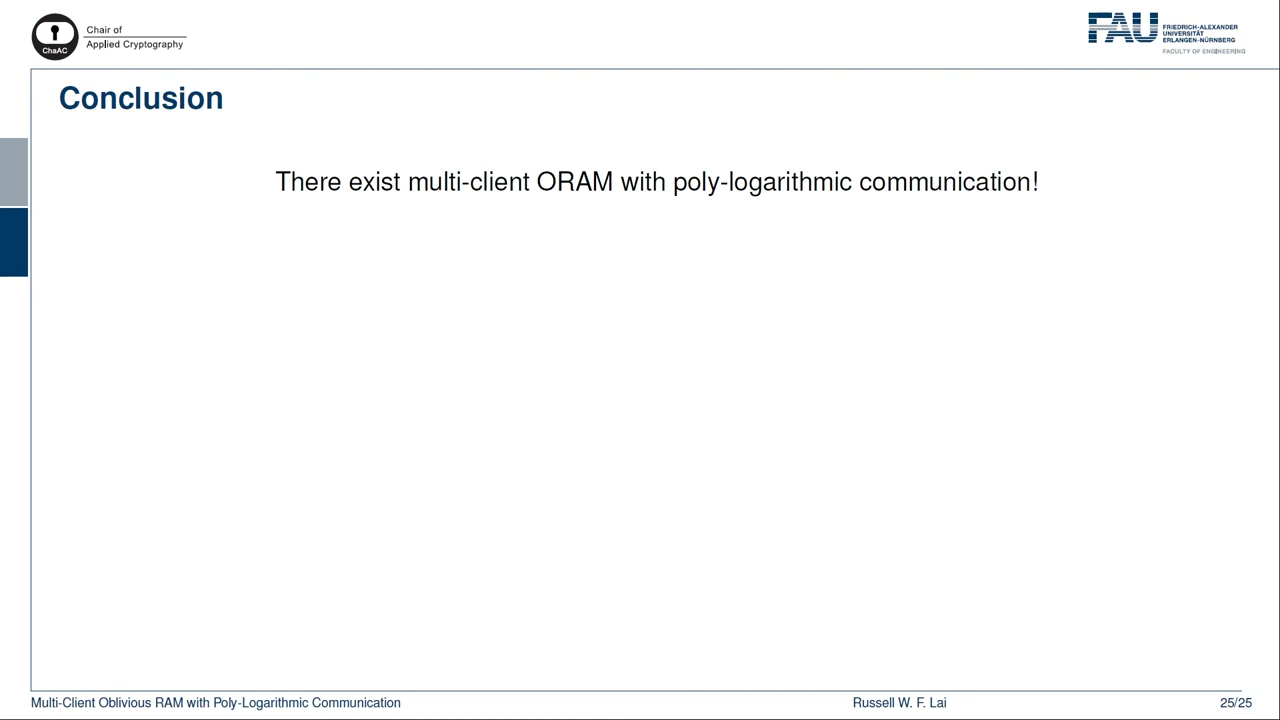 Chair of
Applied Cryptography
ChaAC
FAU
FRIEDRICH-ALEXANDER
UNIVERSITÄT
ERLANGEN-NÜRNBERG
FACULTY OF ENGINEERING
Conclusion
There exist multi-client ORAM with poly-logarithmic communication!
Multi-Client Oblivious RAM with Poly-Logarithmic Communication
Russell W. F. Lai
25/25